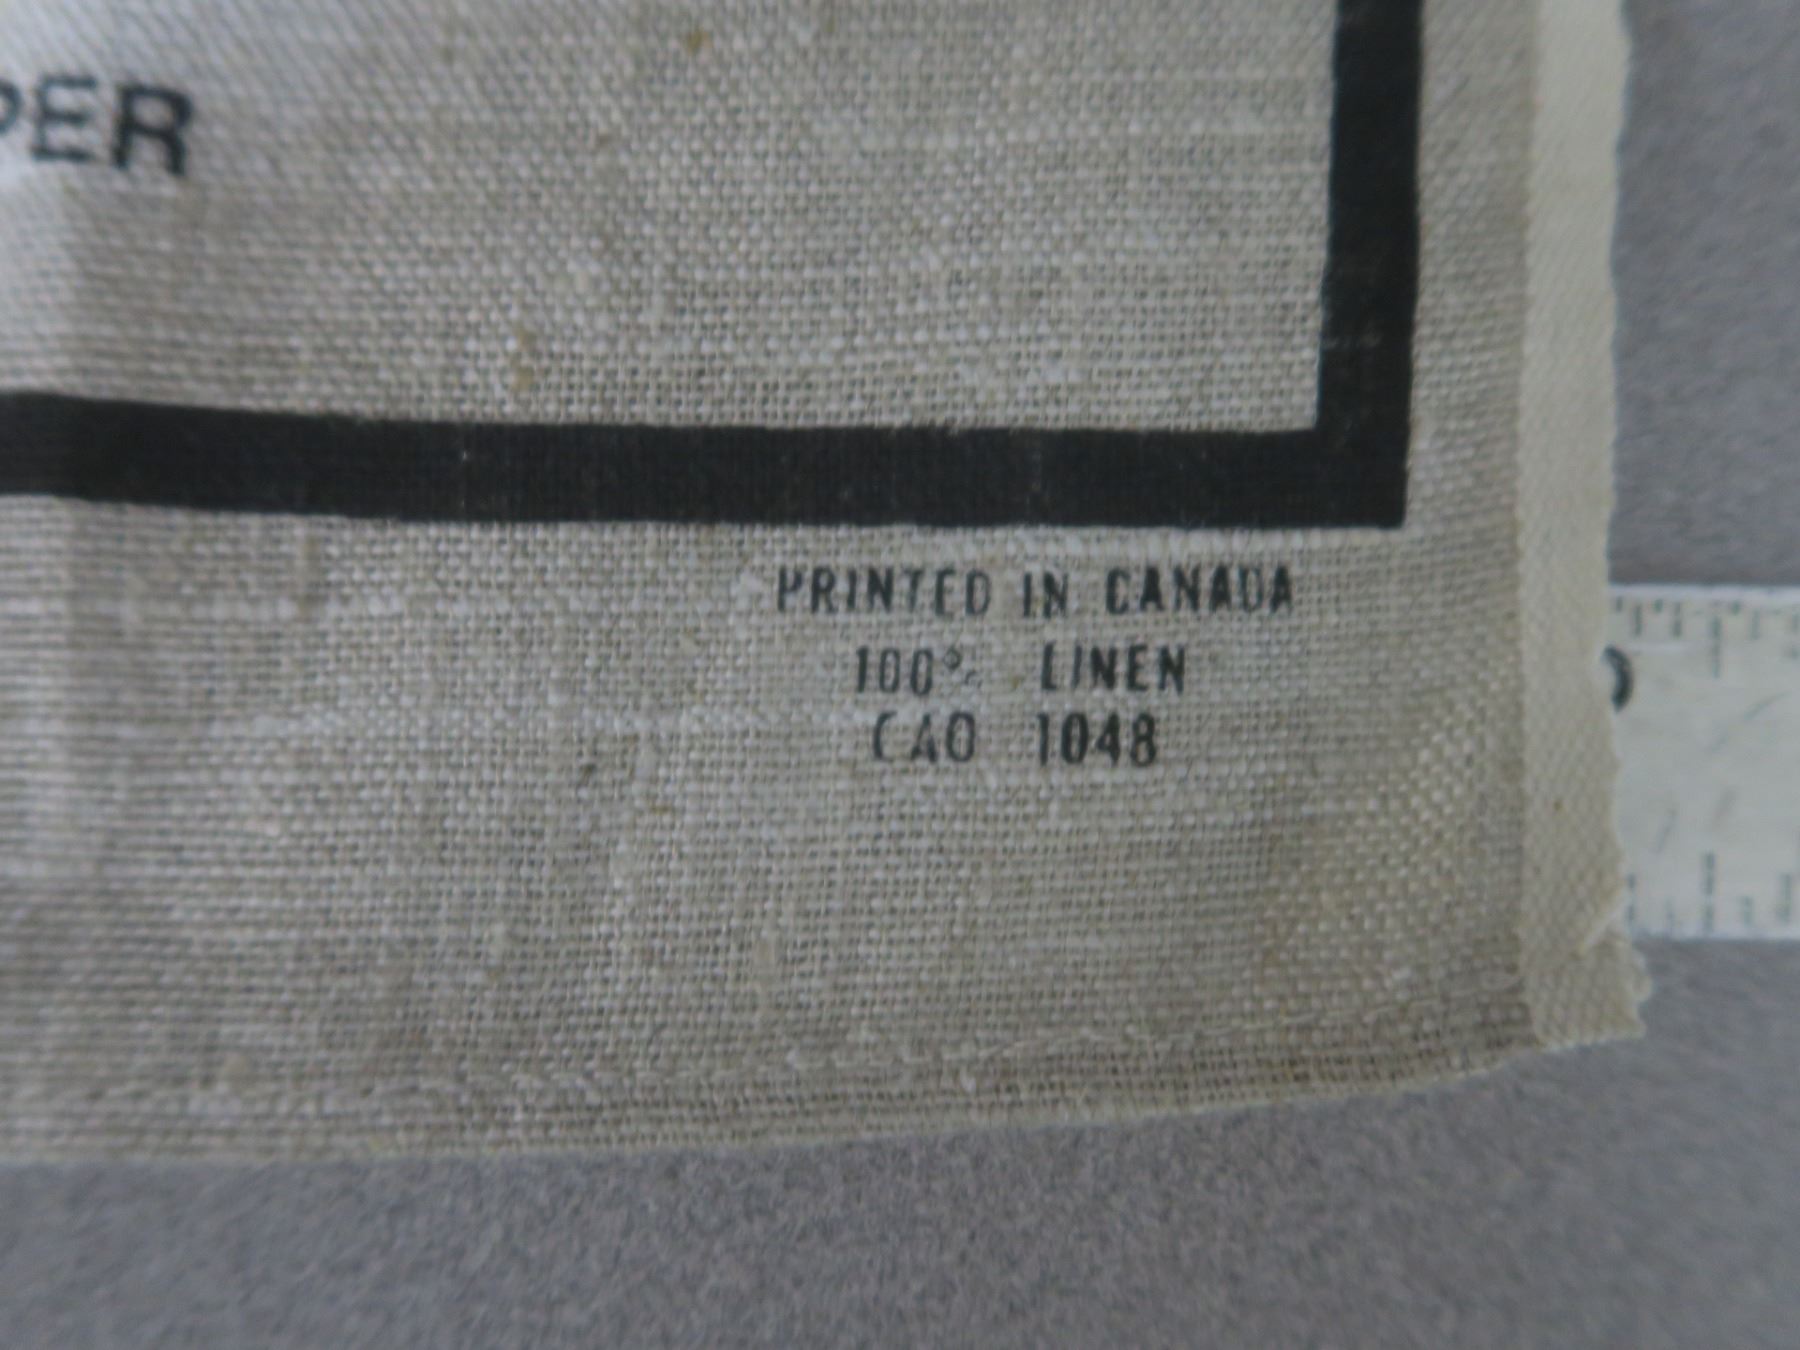 PER
PRINTED IN CANADA
100% LINEN
CAO 1048